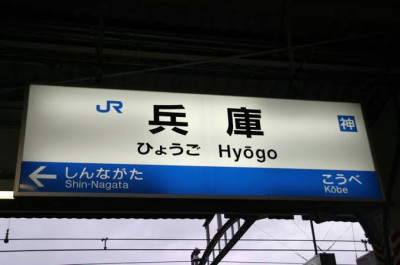 JR 兵庫 神
ひょうご Hyōgo
← しんながた こうべ
Shin-Nagata Kōbe